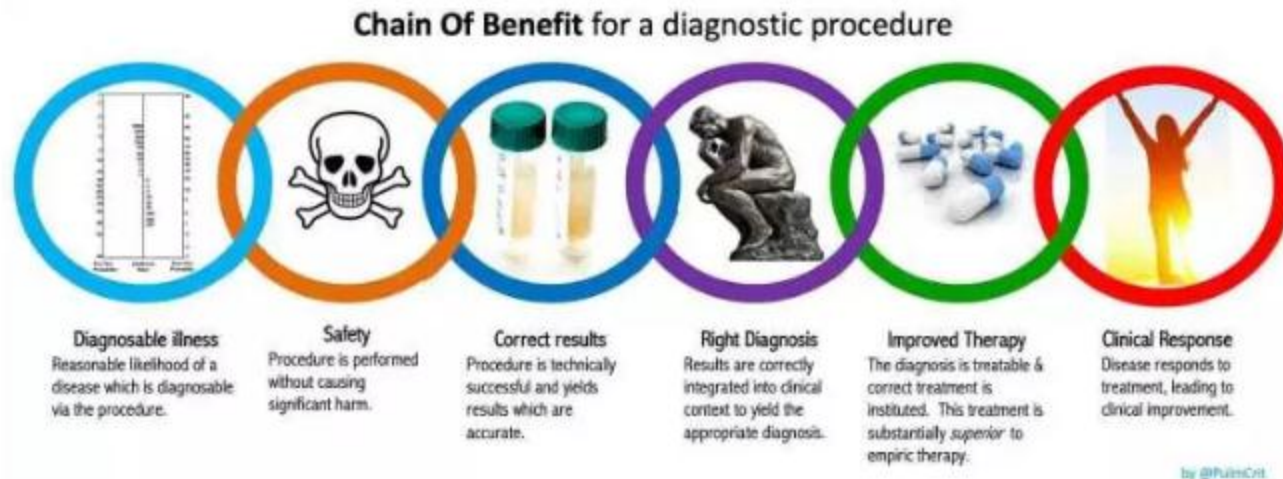 Chain Of Benefit for a diagnostic procedure
Diagnosable illness
Reasonable likelihood of a
disease which is diagnosable
via the procedure.
Safety
Procedure is performed
without causing
significant harm.
Correct results
Procedure is technically
successful and yields
results which are
accurate.
Right Diagnosis
Results are correctly
integrated into clinical
context to yield the
appropriate diagnosis.
Improved Therapy
The diagnosis is treatable &
correct treatment is
instituted. This treatment is
substantially superior to
empiric therapy.
Clinical Response
Disease responds to
treatment, leading to
clinical improvement.
by @PulmCrit